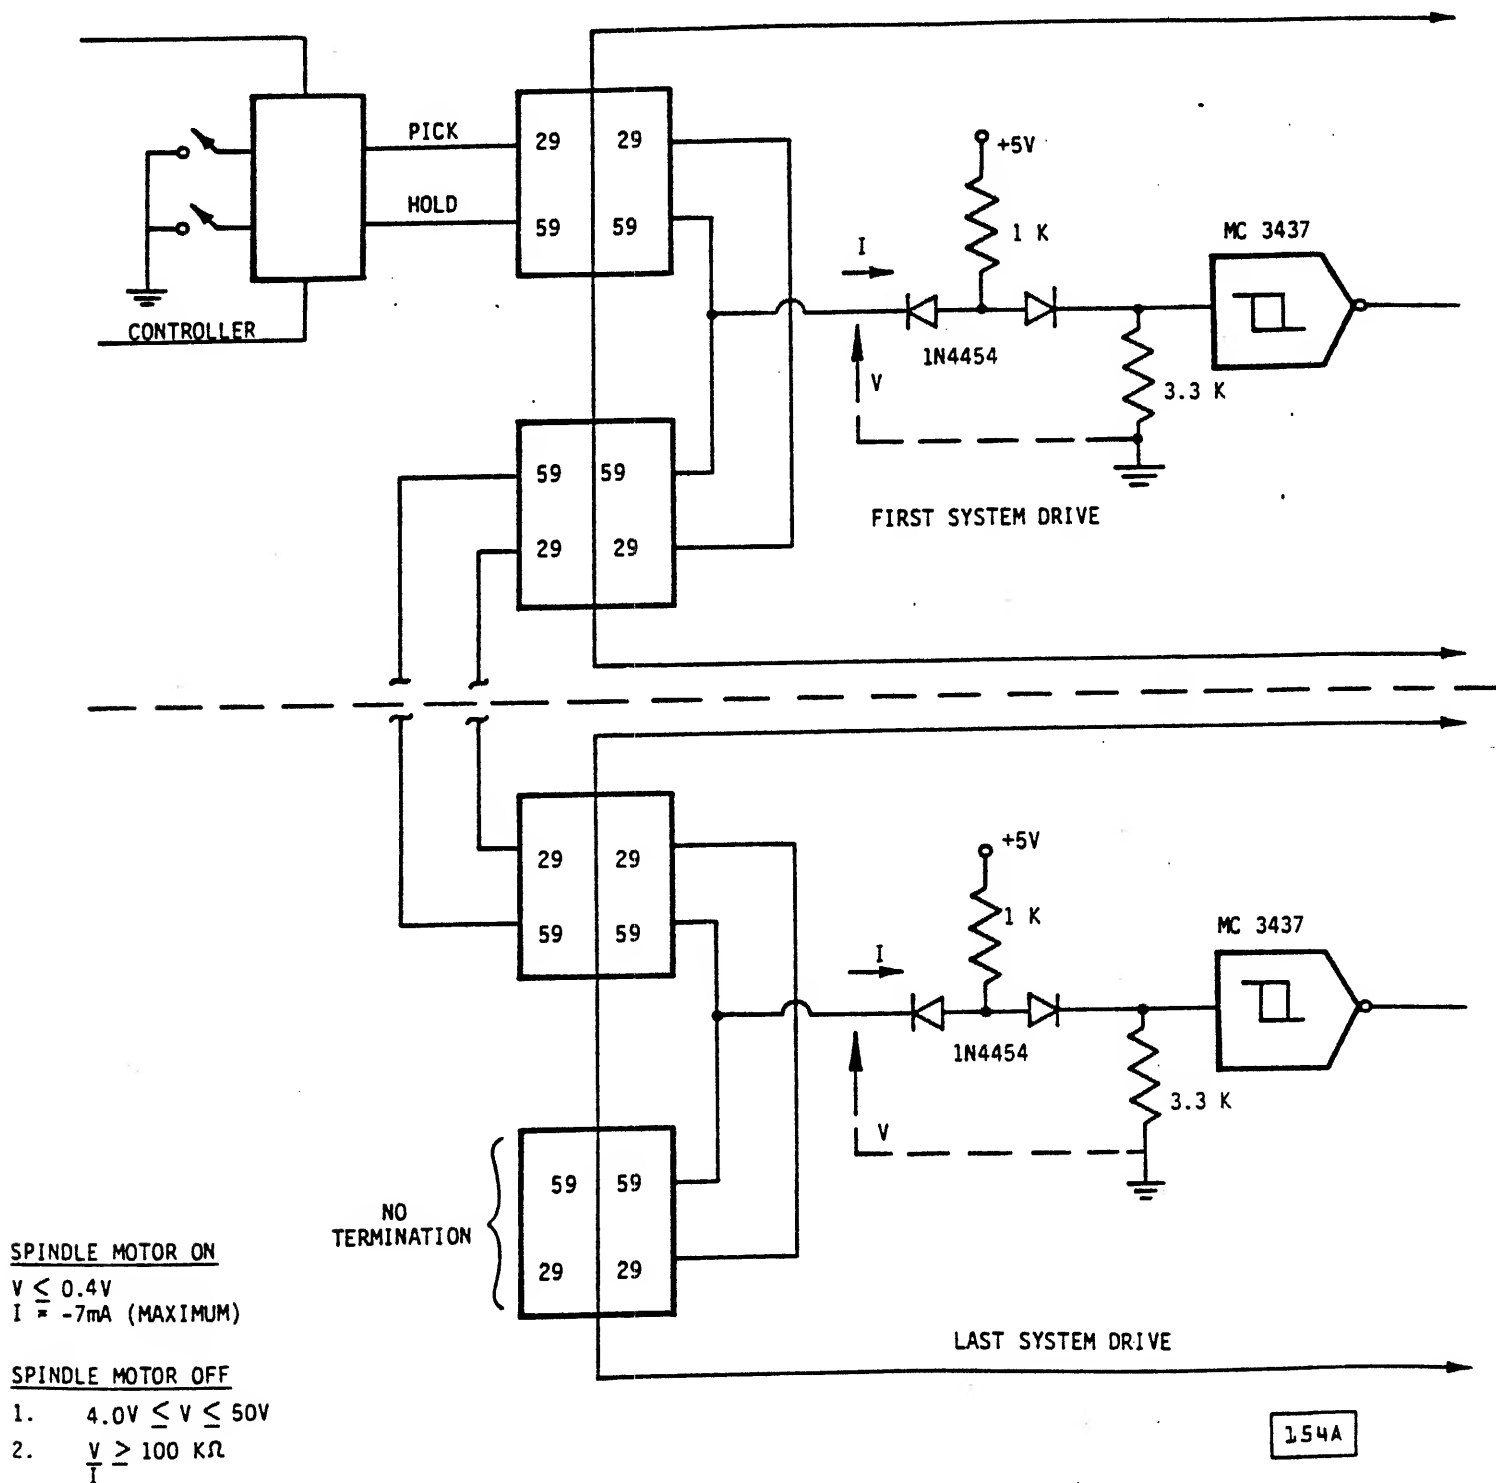 PICK
29 29
HOLD
59 59
CONTROLLER
+5V
1 K
I
MC 3437
1N4454
V
3.3 K
59 59
29 29
FIRST SYSTEM DRIVE
29 29
59 59
+5V
1 K
I
MC 3437
1N4454
V
3.3 K
59 59
29 29
NO
TERMINATION
LAST SYSTEM DRIVE
SPINDLE MOTOR ON
V ≤ 0.4V
I = -7mA (MAXIMUM)
SPINDLE MOTOR OFF
1. 4.0V ≤ V ≤ 50V
2. V/I ≥ 100 KΩ
154A